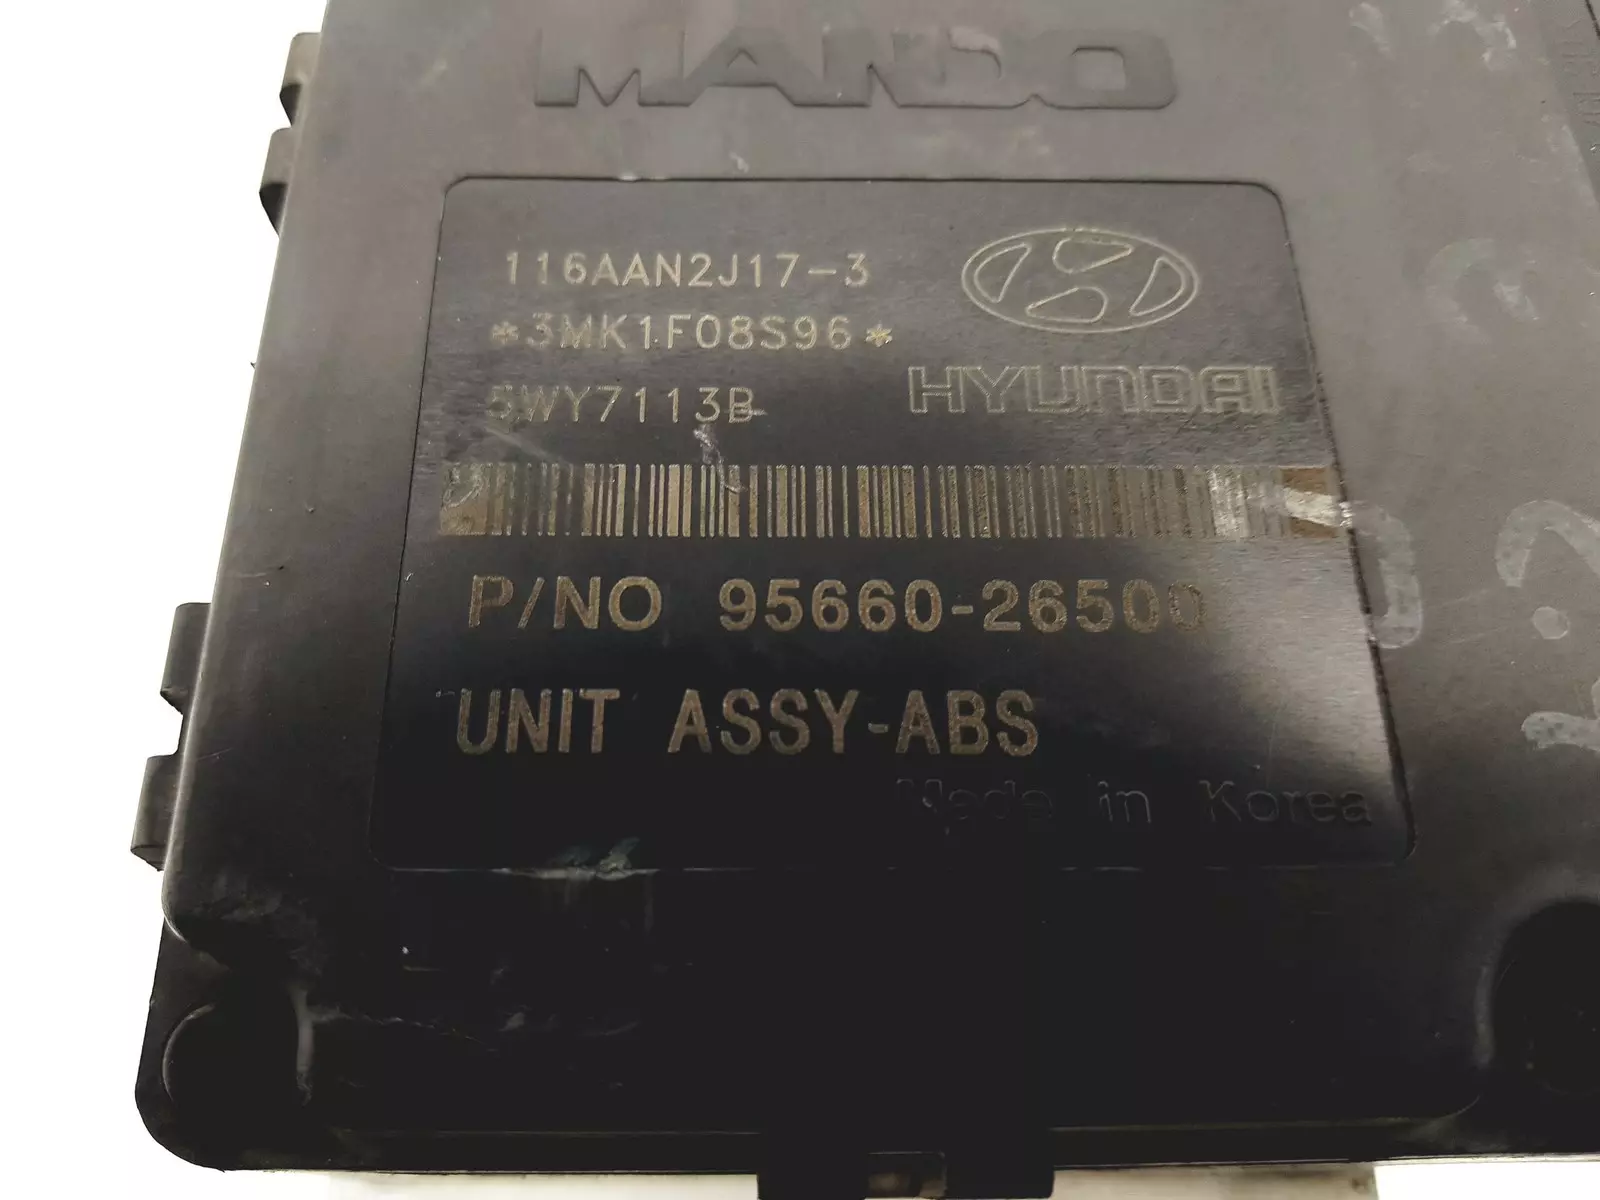 MANDO
116AAN2J17-3
*3MK1F08S96*
5WY7113B
HYUNDAI
P/NO 95660-26500
UNIT ASSY-ABS
Made in Korea